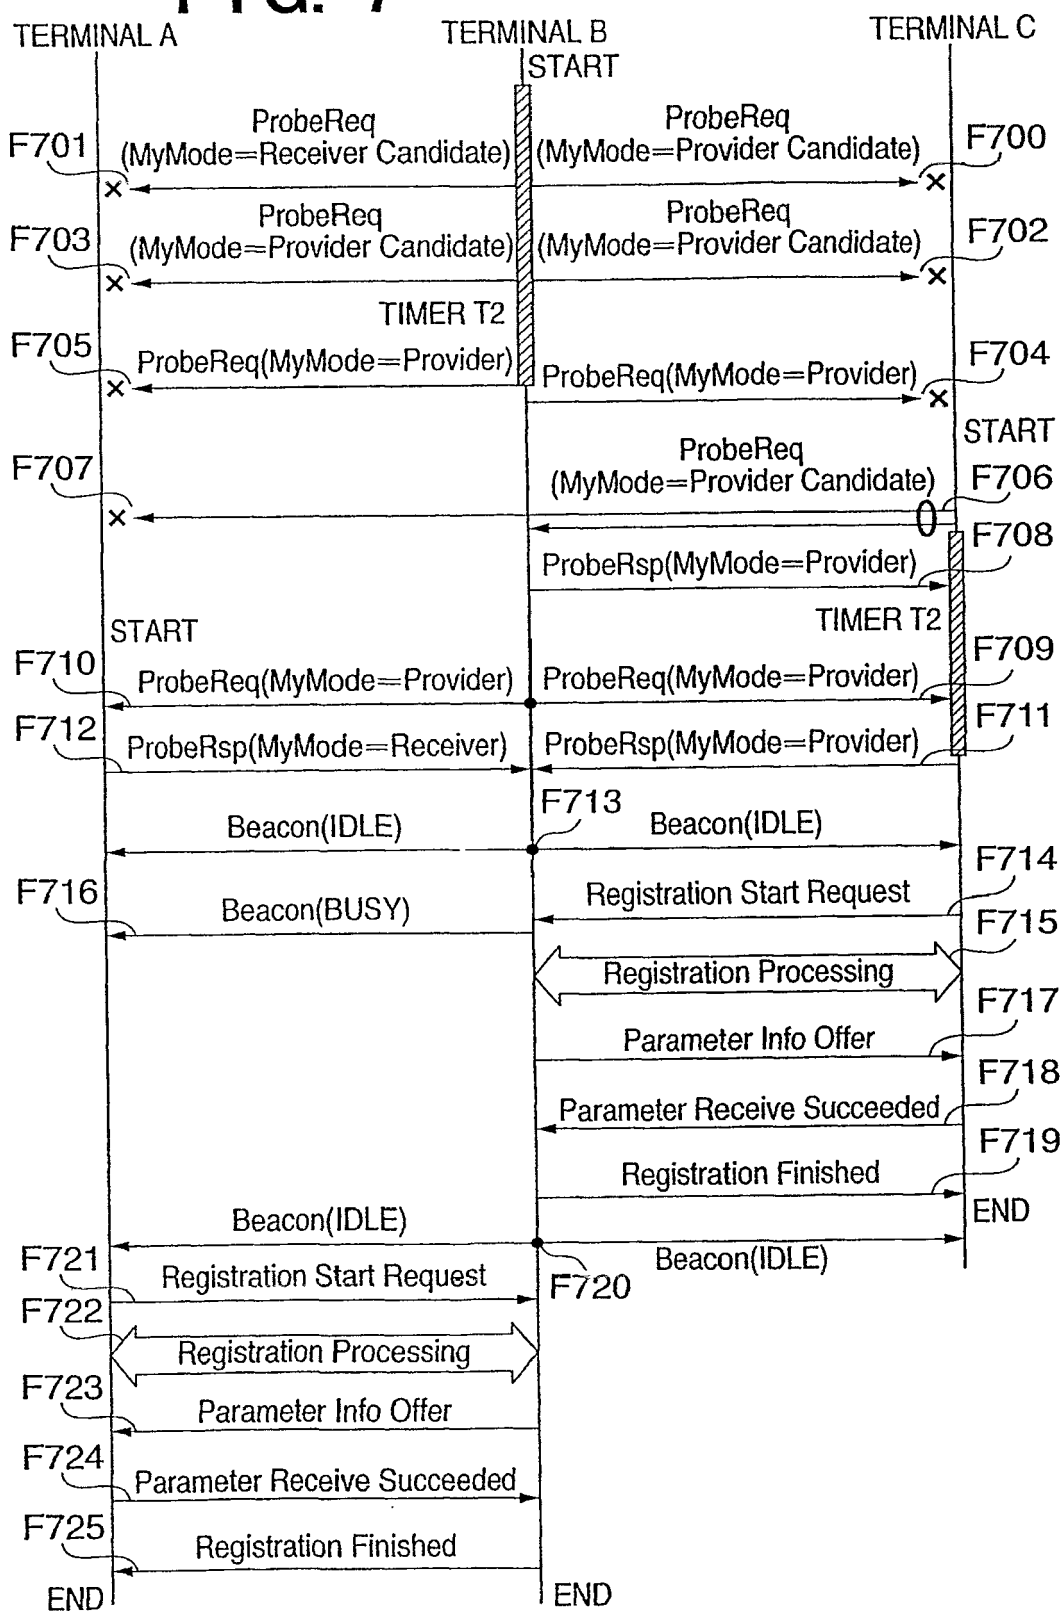 FIG. 7
TERMINAL A
TERMINAL B
TERMINAL C
START
F701
ProbeReq
(MyMode=Receiver Candidate)
ProbeReq
(MyMode=Provider Candidate)
F700
F703
ProbeReq
(MyMode=Provider Candidate)
ProbeReq
(MyMode=Provider Candidate)
F702
TIMER T2
F705
ProbeReq(MyMode=Provider)
ProbeReq(MyMode=Provider)
F704
START
F707
ProbeReq
(MyMode=Provider Candidate)
F706
ProbeRsp(MyMode=Provider)
F708
START
TIMER T2
F710
ProbeReq(MyMode=Provider)
ProbeReq(MyMode=Provider)
F709
F712
ProbeRsp(MyMode=Receiver)
ProbeRsp(MyMode=Provider)
F711
F713
Beacon(IDLE)
Beacon(IDLE)
F714
F716
Beacon(BUSY)
Registration Start Request
F715
Registration Processing
F717
Parameter Info Offer
F718
Parameter Receive Succeeded
F719
Registration Finished
END
Beacon(IDLE)
Beacon(IDLE)
F720
F721
Registration Start Request
F722
Registration Processing
F723
Parameter Info Offer
F724
Parameter Receive Succeeded
F725
Registration Finished
END
END